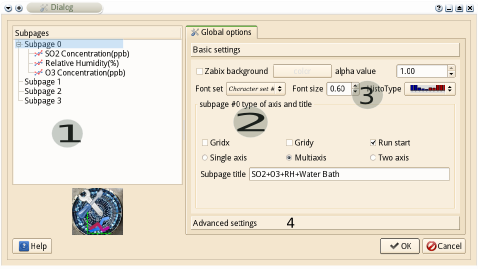 Dialog
Subpages
Subpage 0
SO2 Concentration(ppb)
Relative Humidity(%)
O3 Concentration(ppb)
Subpage 1
Subpage 2
Subpage 3
1
Help
Global options
Basic settings
Zabix background color alpha value 1.00
Font set Character set # Font size 0.60 HistoType
3
subpage #0 type of axis and title
2
Gridx Gridy Run start
Single axis Multiaxis Two axis
Subpage title SO2+O3+RH+Water Bath
Advanced settings 4
OK Cancel